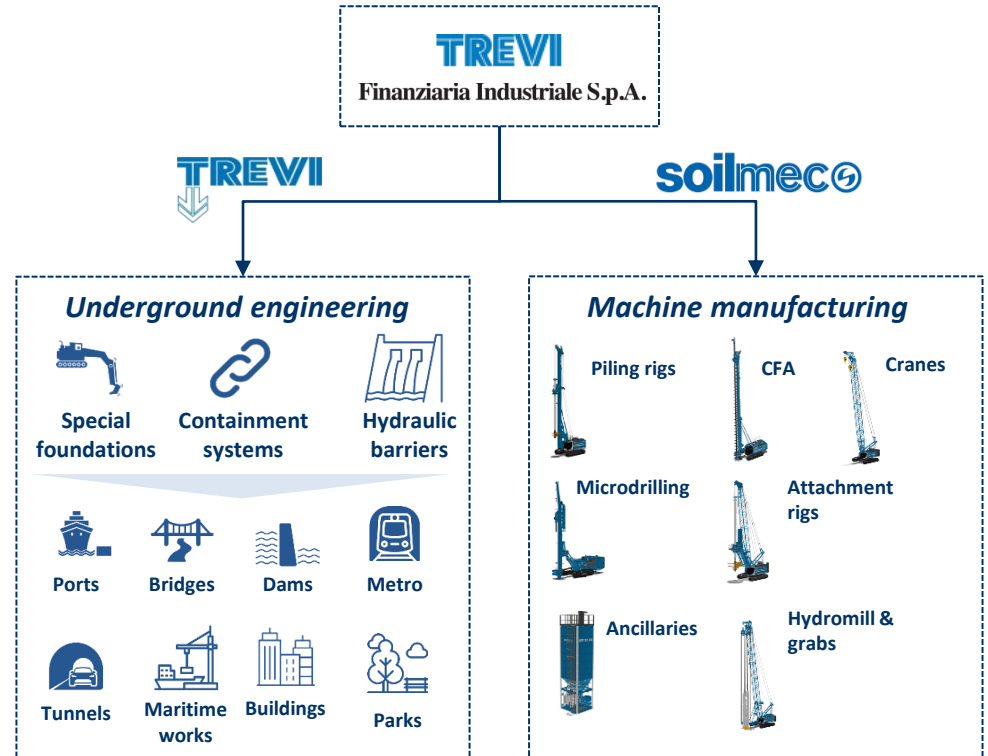 TREVI
Finanziaria Industriale S.p.A.
TREVI
soilmec
Underground engineering
Special
foundations
Containment
systems
Hydraulic
barriers
Ports
Bridges
Dams
Metro
Tunnels
Maritime
works
Buildings
Parks
Machine manufacturing
Piling rigs
CFA
Cranes
Microdrilling
Attachment
rigs
Ancillaries
Hydromill &
grabs